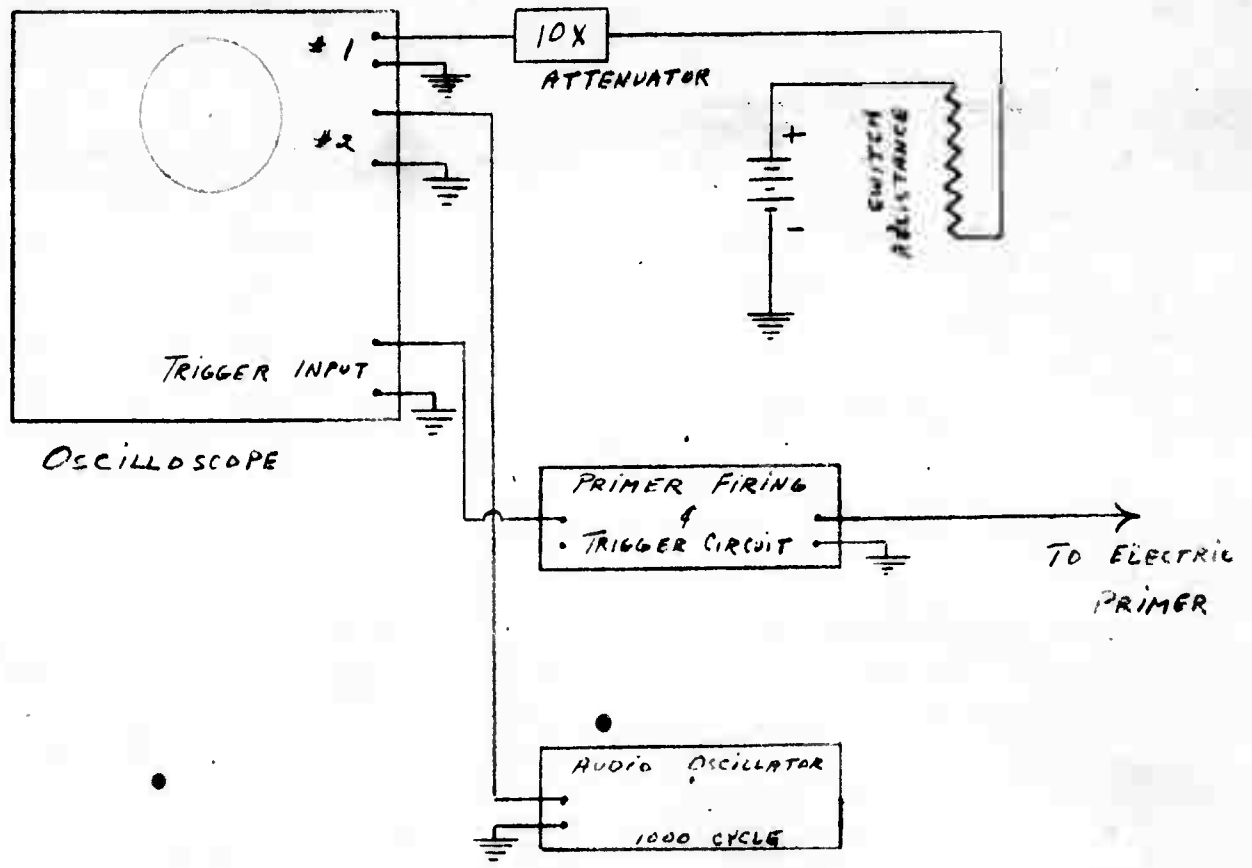 # 1
10X
ATTENUATOR
+
SWITCH
RESISTANCE
# 2
-
TRIGGER INPUT
OSCILLOSCOPE
PRIMER FIRING
&
TRIGGER CIRCUIT
TO ELECTRIC
PRIMER
AUDIO OSCILLATOR
1000 CYCLE